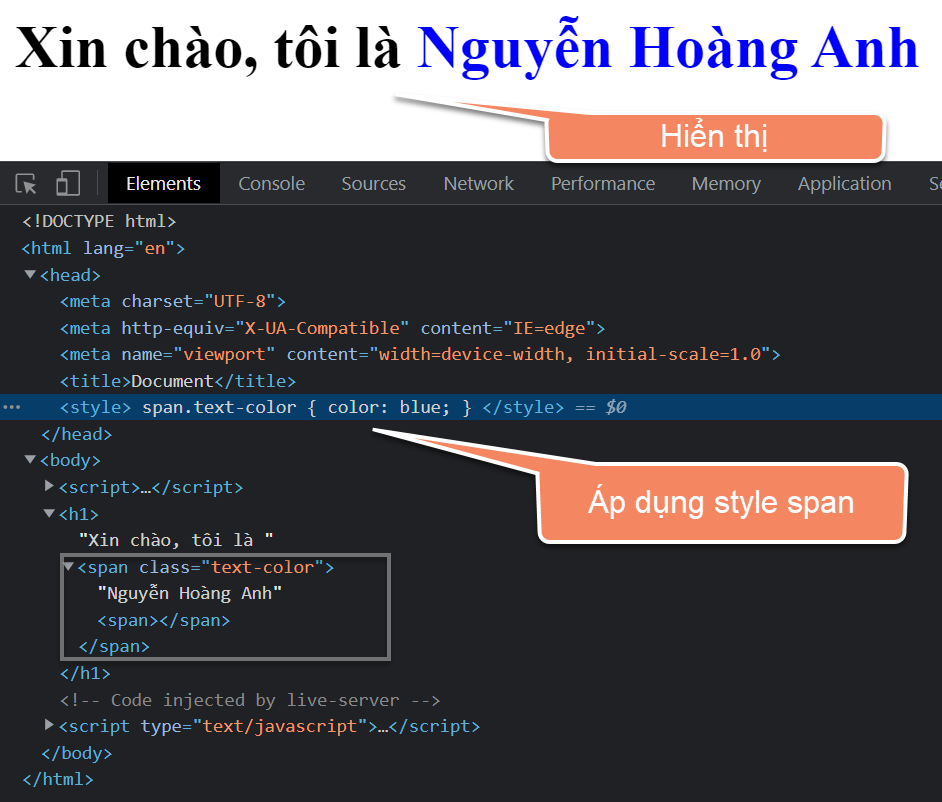 Xin chào, tôi là Nguyễn Hoàng Anh
Hiển thị
Elements Console Sources Network Performance Memory Application
<!DOCTYPE html>
<html lang="en">
<head>
<meta charset="UTF-8">
<meta http-equiv="X-UA-Compatible" content="IE=edge">
<meta name="viewport" content="width=device-width, initial-scale=1.0">
<title>Document</title>
<style> span.text-color { color: blue; } </style> == $0
</head>
<body>
<script>…</script>
Áp dụng style span
<h1>
"Xin chào, tôi là "
<span class="text-color">
"Nguyễn Hoàng Anh"
<span></span>
</span>
</h1>
<!-- Code injected by live-server -->
<script type="text/javascript">…</script>
</body>
</html>